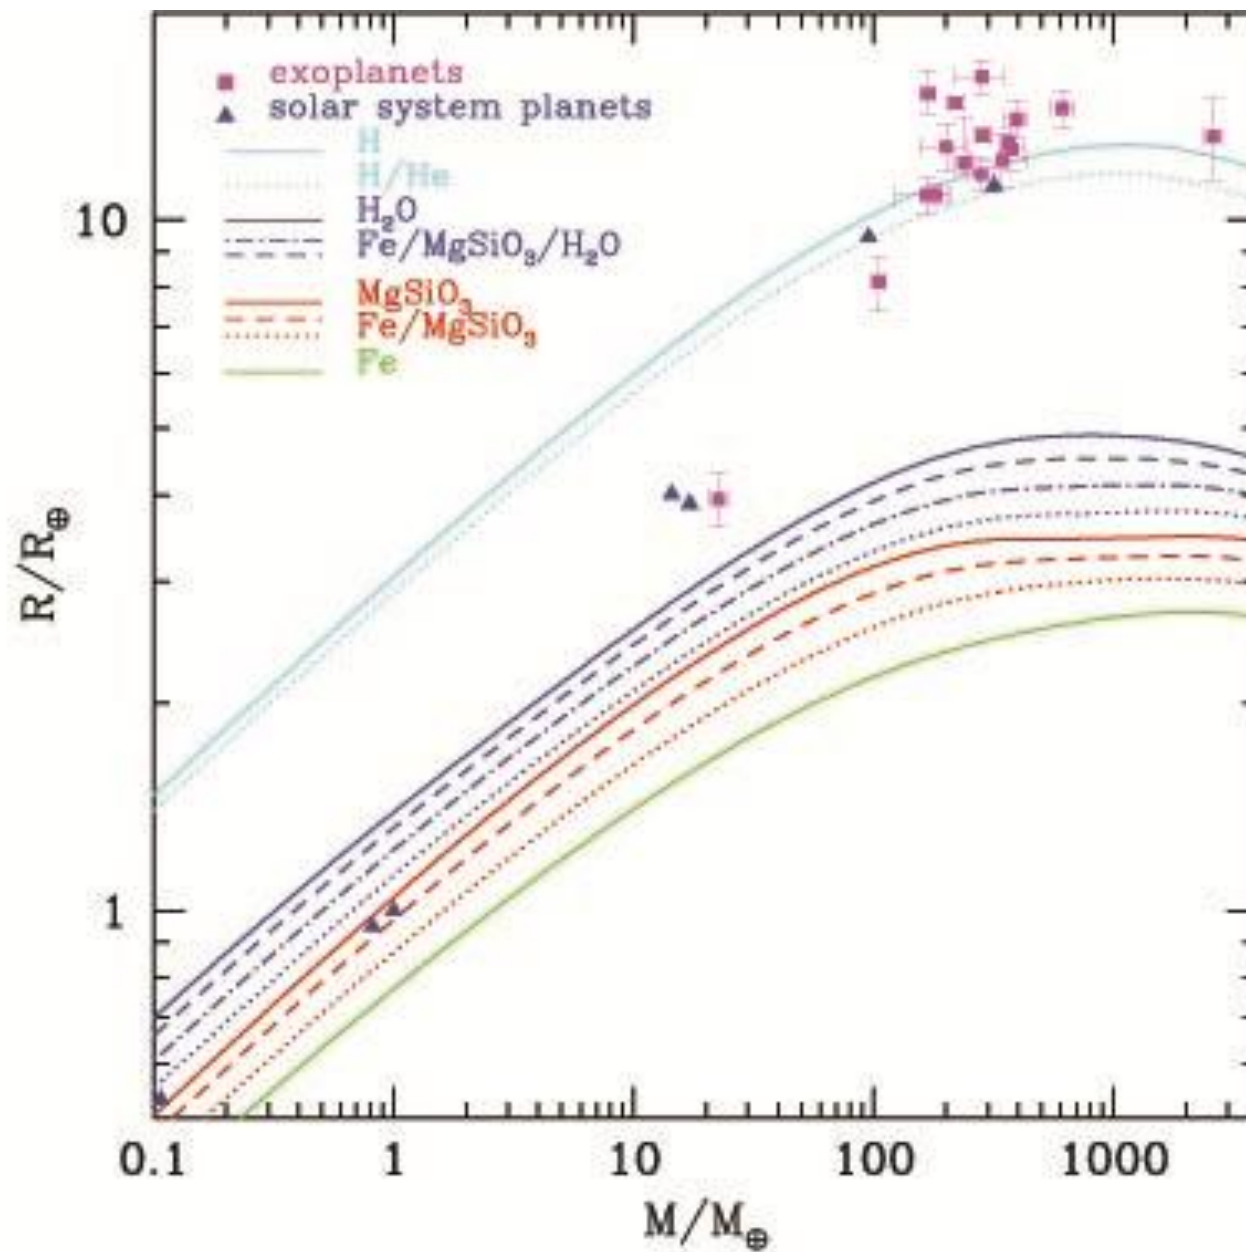 exoplanets
solar system planets
H
H/He
H₂O
Fe/MgSiO₃/H₂O
MgSiO₃
Fe/MgSiO₃
Fe
10
1
R/R⊕
0.1 1 10 100 1000
M/M⊕